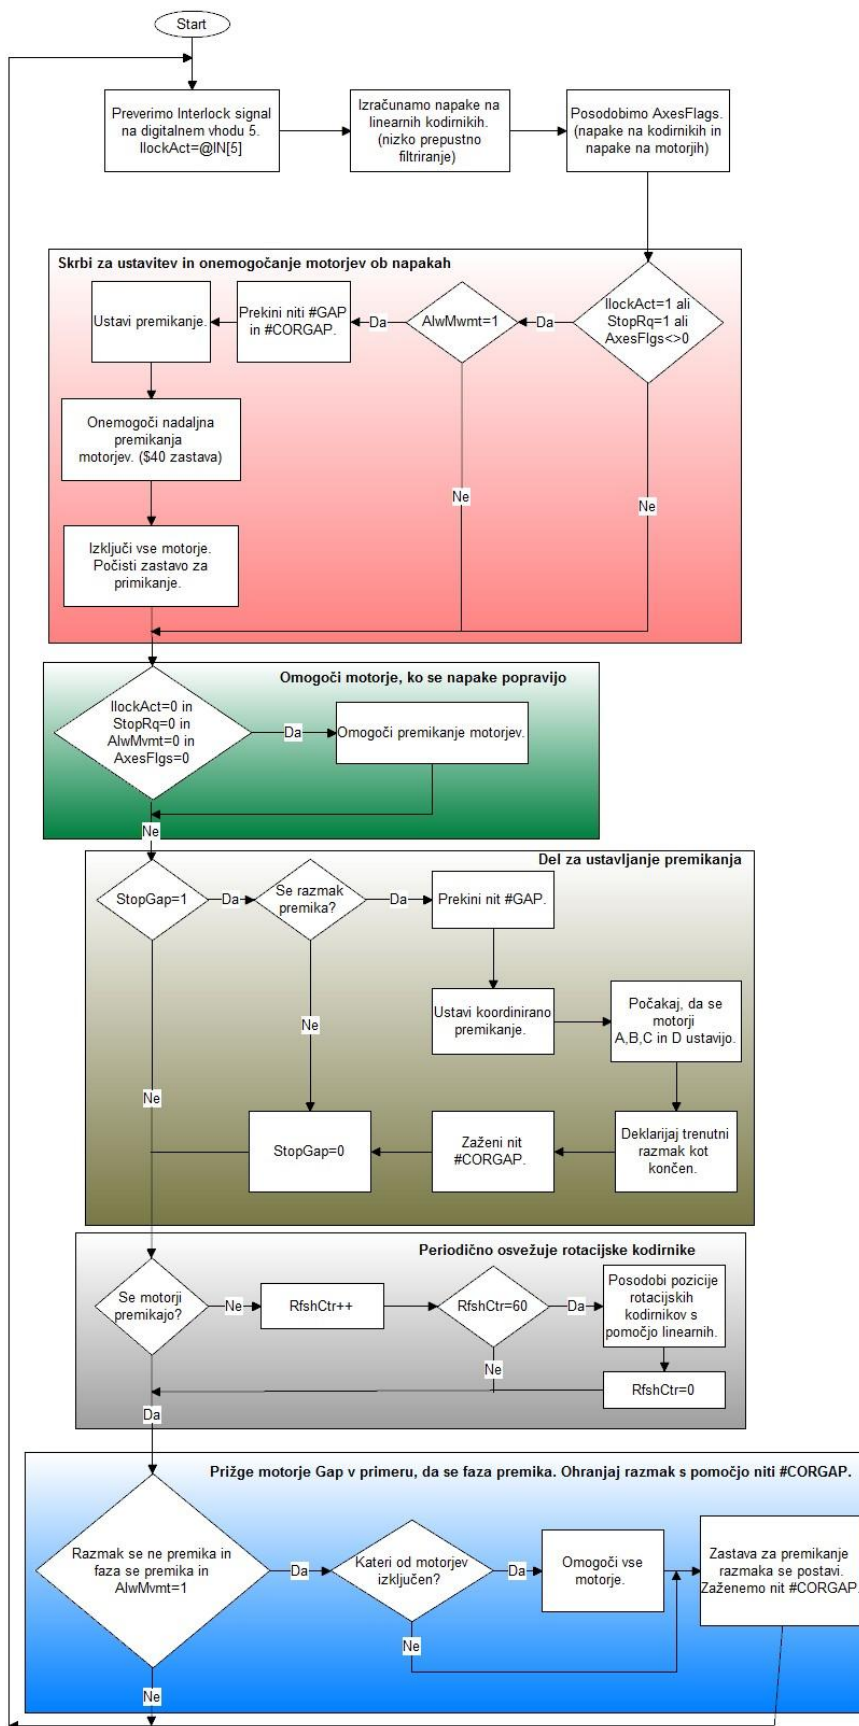 Start
Preverimo Interlock signal
na digitalnem vhodu 5.
IlockAct=@IN[5]
Izračunamo napake na
linearnih kodirnikih.
(nizko prepustno
filtriranje)
Posodobimo AxesFlags.
(napake na kodirnikih in
napake na motorjih)
Skrbi za ustavitev in onemogočanje motorjev ob napakah
IlockAct=1 ali
StopRq=1 ali
AxesFlgs<>0
Da
AlwMwmt=1
Da
Prekini niti #GAP
in #CORGAP.
Ustavi premikanje.
Onemogoči nadaljna
premikanja
motorjev. ($40 zastava)
Ne
Ne
Izključi vse motorje.
Počisti zastavo za
primikanje.
Omogoči motorje, ko se napake popravijo
IlockAct=0 in
StopRq=0 in
AlwMvmt=0 in
AxesFlgs=0
Da
Omogoči premikanje motorjev.
Ne
Del za ustavljanje premikanja
StopGap=1
Da
Se razmak
premika?
Da
Prekini nit #GAP.
Ustavi koordinirano
premikanje.
Počakaj, da se
motorji
A,B,C in D ustavijo.
Ne
Ne
Deklarijaj trenutni
razmak kot
končen.
Zaženi nit
#CORGAP.
StopGap=0
Periodično osvežuje rotacijske kodirnike
Se motorji
premikajo?
Ne
RfshCtr++
RfshCtr=60
Da
Posodobi pozicije
rotacijskih
kodirnikov s
pomočjo linearnih.
Ne
RfshCtr=0
Da
Prižge motorje Gap v primeru, da se faza premika. Ohranjaj razmak s pomočjo niti #CORGAP.
Razmak se ne premika in
faza se premika in
AlwMvmt=1
Da
Kateri od motorjev
izključen?
Da
Omogoči vse
motorje.
Zastava za premikanje
razmaka se postavi.
Zaženemo nit #CORGAP.
Ne
Ne